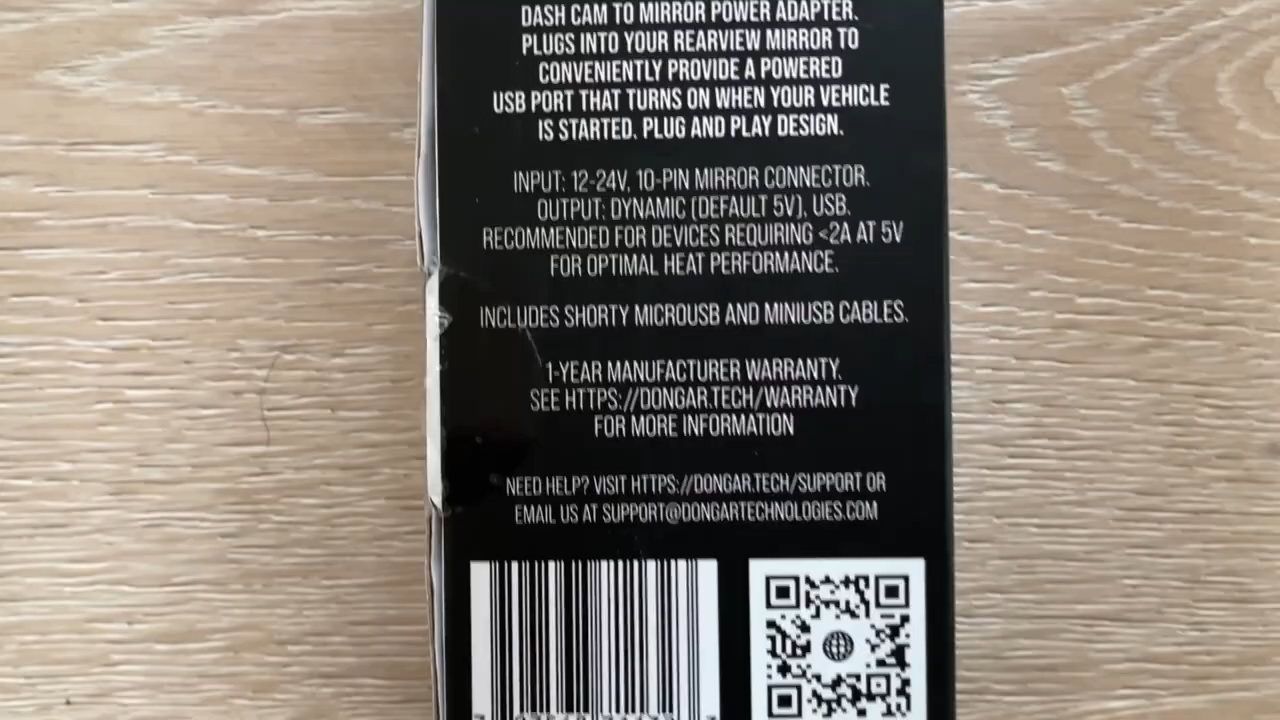 DASH CAM TO MIRROR POWER ADAPTER.
PLUGS INTO YOUR REARVIEW MIRROR TO
CONVENIENTLY PROVIDE A POWERED
USB PORT THAT TURNS ON WHEN YOUR VEHICLE
IS STARTED. PLUG AND PLAY DESIGN.
INPUT: 12-24V, 10-PIN MIRROR CONNECTOR.
OUTPUT: DYNAMIC (DEFAULT 5V), USB.
RECOMMENDED FOR DEVICES REQUIRING <2A AT 5V
FOR OPTIMAL HEAT PERFORMANCE.
INCLUDES SHORTY MICROUSB AND MINIUSB CABLES.
1-YEAR MANUFACTURER WARRANTY.
SEE HTTPS://DONGAR.TECH/WARRANTY
FOR MORE INFORMATION
NEED HELP? VISIT HTTPS://DONGAR.TECH/SUPPORT OR
EMAIL US AT SUPPORT@DONGARTECHNOLOGIES.COM